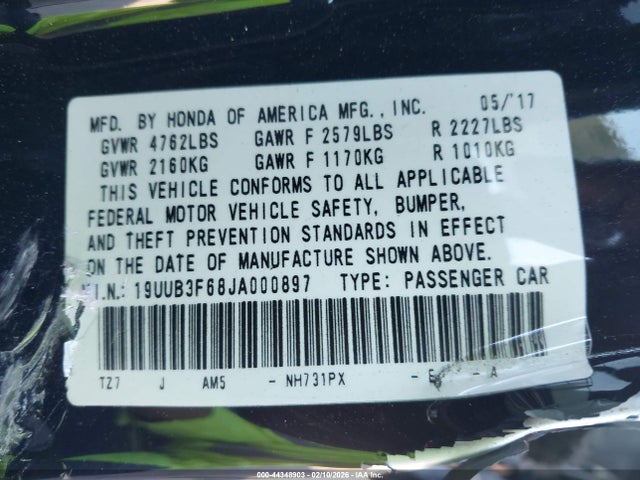 MFD. BY HONDA OF AMERICA MFG., INC. 05/'17
GVWR 4762LBS GAWR F 2579LBS R 2227LBS
GVWR 2160KG GAWR F 1170KG R 1010KG
THIS VEHICLE CONFORMS TO ALL APPLICABLE
FEDERAL MOTOR VEHICLE SAFETY, BUMPER,
AND THEFT PREVENTION STANDARDS IN EFFECT
ON THE DATE OF MANUFACTURE SHOWN ABOVE.
V.I.N.: 19UUB3F68JA000897 TYPE: PASSENGER CAR
TZ7 J AM5 - NH731PX - E - A
000-44348903 - 02/10/2026 - IAA Inc.